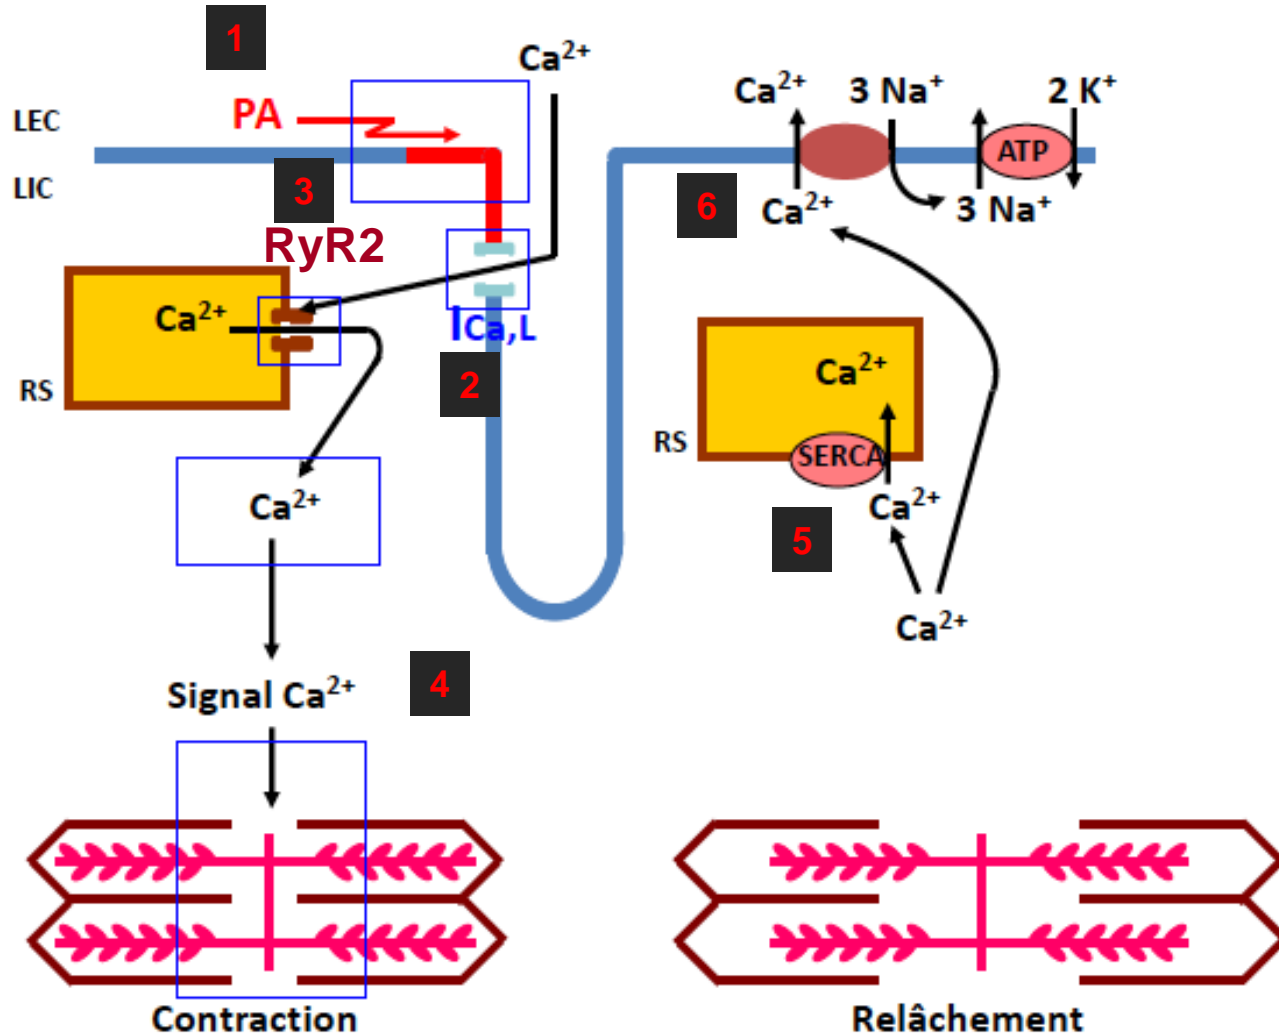 1
Ca²⁺
Ca²⁺ 3 Na⁺ 2 K⁺
LEC
PA
ATP
LIC
3
6
Ca²⁺
3 Na⁺
RyR2
Ca²⁺
ICa,L
RS
2
Ca²⁺
RS
SERCA
Ca²⁺
Ca²⁺
5
Ca²⁺
Signal Ca²⁺
4
Contraction
Relâchement